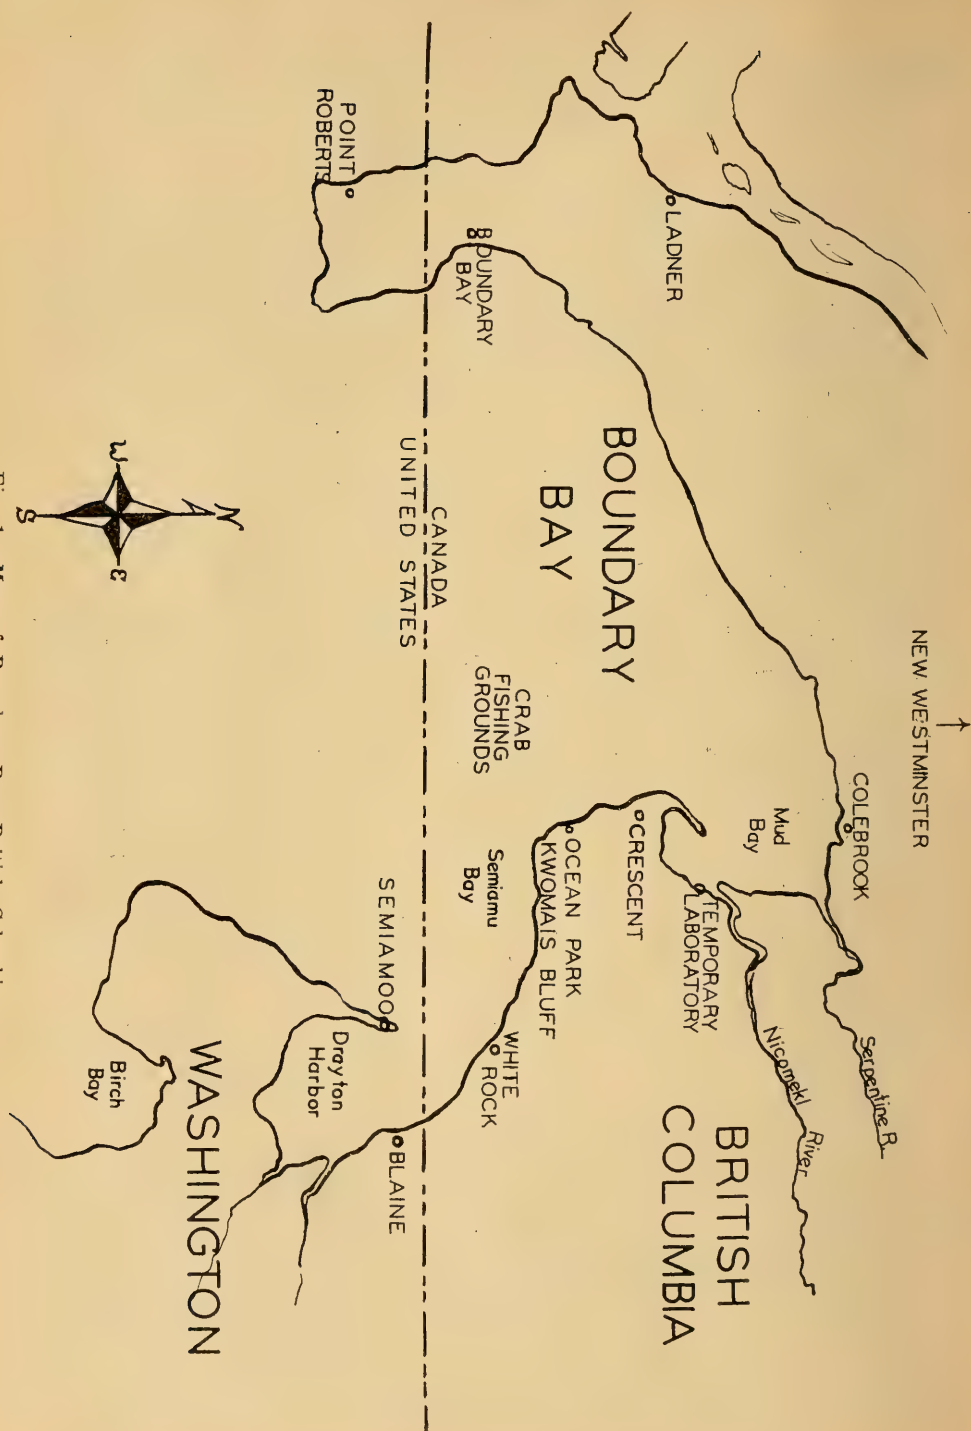 NEW WESTMINSTER
COLEBROOK
LADNER
Serpentine R.
Mud
Bay
Nicomekl River
TEMPORARY
LABORATORY
BRITISH
COLUMBIA
BOUNDARY
BAY
CRESCENT
OCEAN PARK
KWOMAIS BLUFF
WHITE
ROCK
CRAB
FISHING
GROUNDS
Semiamu
Bay
BOUNDARY
BAY
CANADA
UNITED STATES
POINT
ROBERTS
SEMIAMOO
BLAINE
Drayton
Harbor
WASHINGTON
Birch
Bay
N
W
E
S